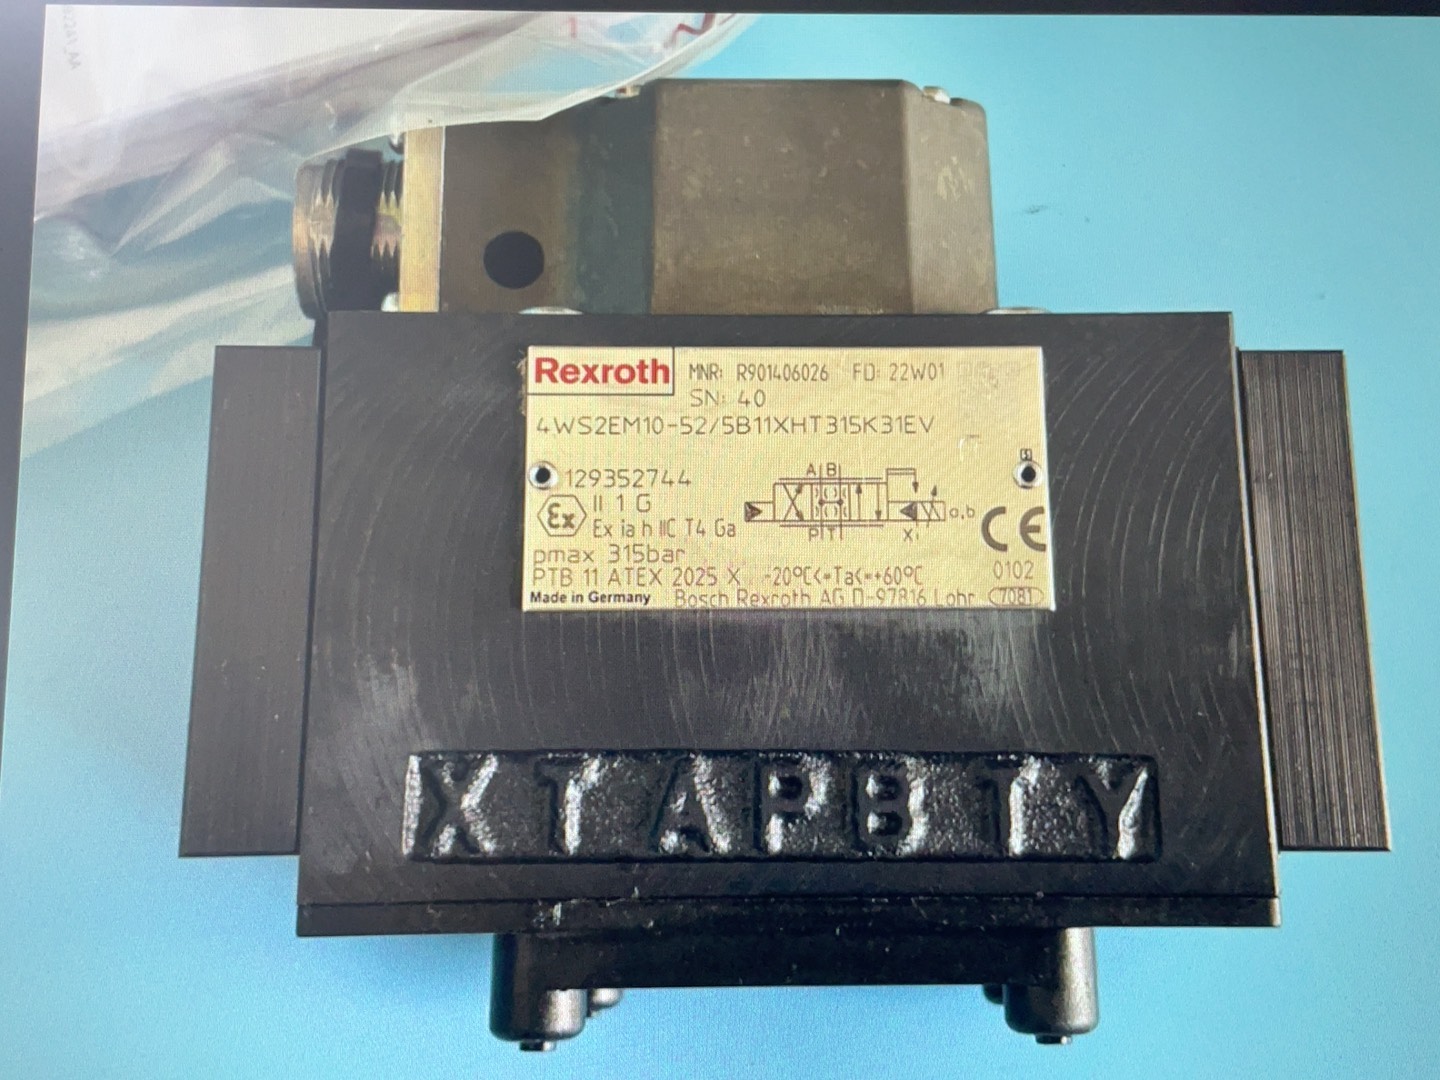 Rexroth MNR: R901406026 FD: 22W01
SN: 40
4WS2EM10-52/5B11XHT315K31EV
129352744
A B
II 1 G
Ex
Ex ia h IIC T4 Ga
a,b
P T X
CE
pmax 315bar
PTB 11 ATEX 2025 X -20°C<=Ta<=+60°C 0102
Made in Germany Bosch Rexroth AG D-97816 Lohr 7081
X T A P B T Y